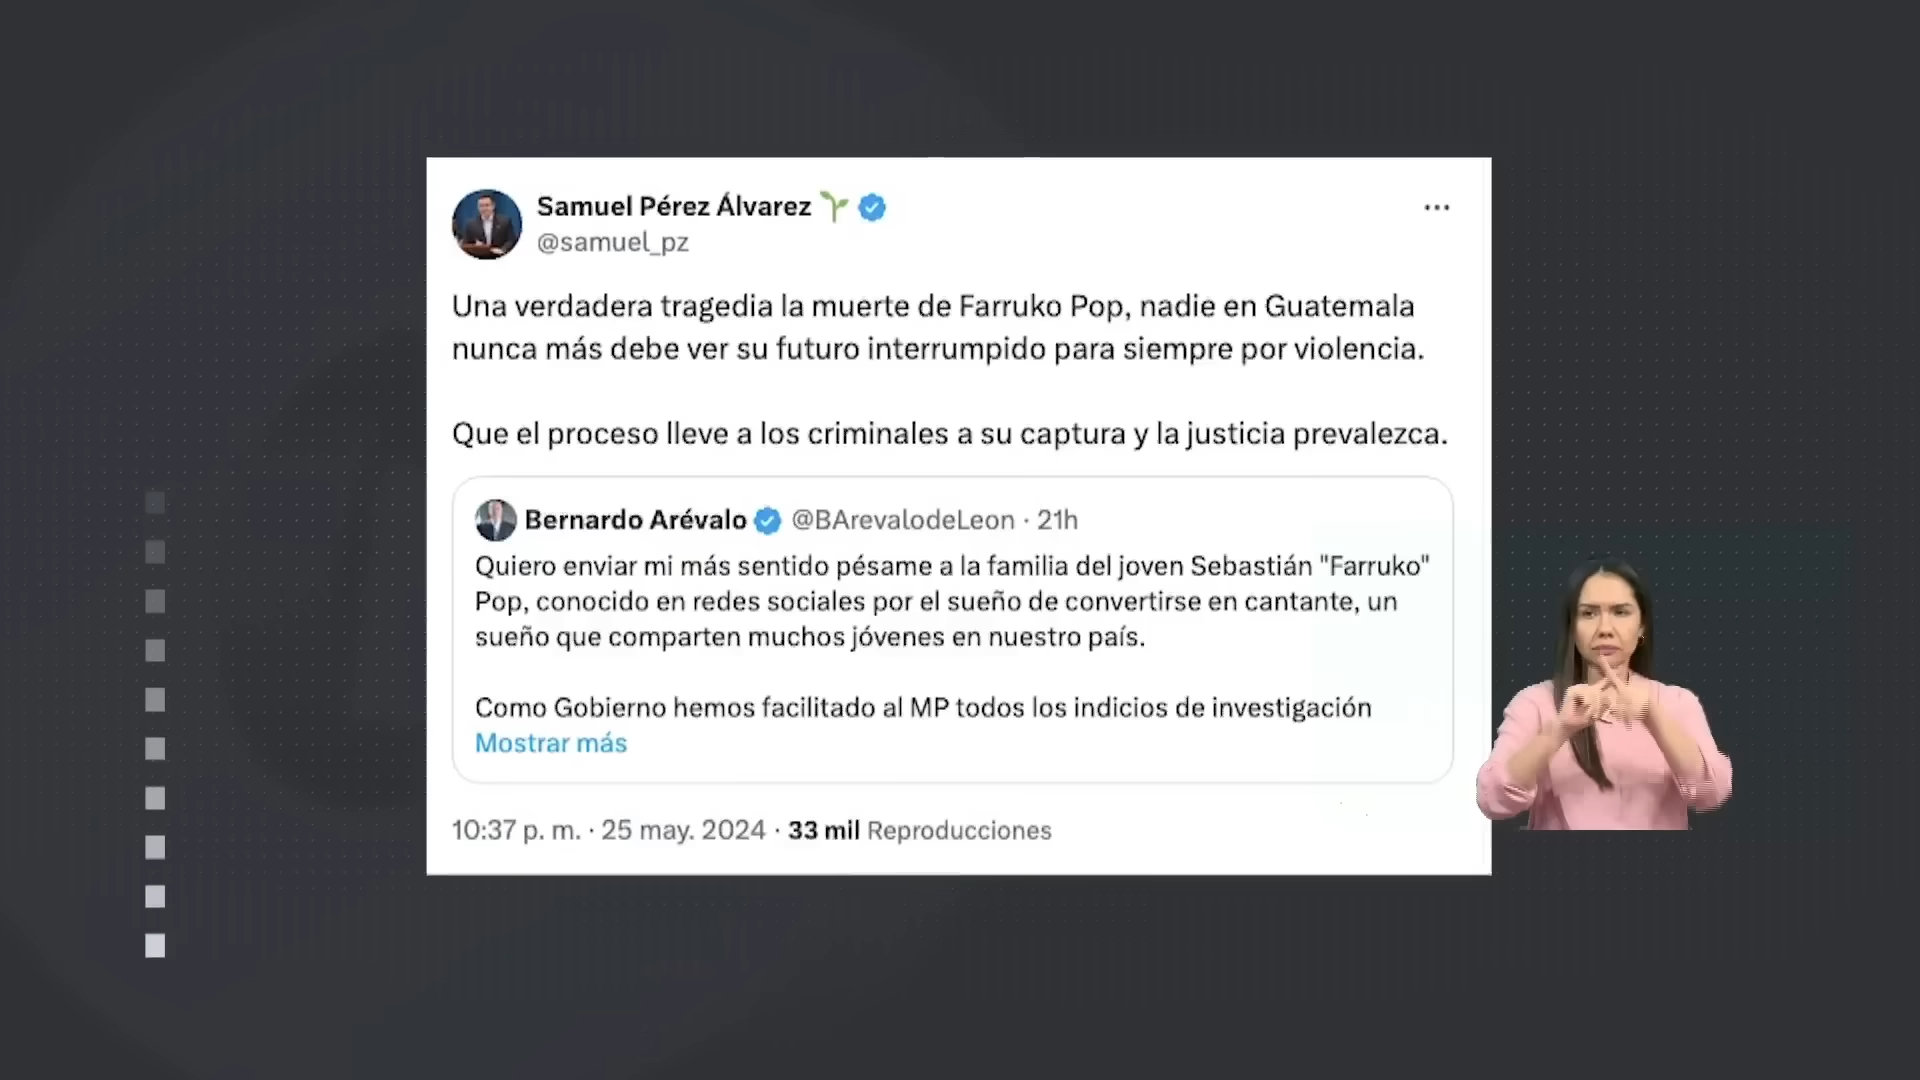 Samuel Pérez Álvarez
@samuel_pz
Una verdadera tragedia la muerte de Farruko Pop, nadie en Guatemala
nunca más debe ver su futuro interrumpido para siempre por violencia.
Que el proceso lleve a los criminales a su captura y la justicia prevalezca.
Bernardo Arévalo @BArevalodeLeon · 21h
Quiero enviar mi más sentido pésame a la familia del joven Sebastián "Farruko"
Pop, conocido en redes sociales por el sueño de convertirse en cantante, un
sueño que comparten muchos jóvenes en nuestro país.
Como Gobierno hemos facilitado al MP todos los indicios de investigación
Mostrar más
10:37 p. m. · 25 may. 2024 · 33 mil Reproducciones